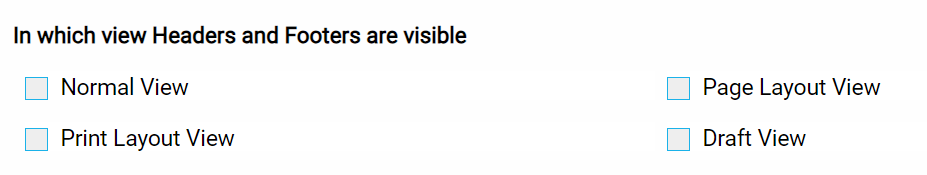 In which view Headers and Footers are visible
Normal View
Page Layout View
Print Layout View
Draft View